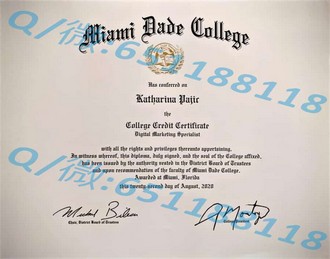 Miami Dade College
Has conferred on
Katharina Pajic
the
College Credit Certificate
Digital Marketing Specialist
with all the rights and privileges thereunto appertaining.
In witness whereof, this diploma, duly signed, and the seal of the College affixed,
has been issued by the authority vested in the District Board of Trustees
and upon recommendation of the faculty of Miami Dade College.
Awarded at Miami, Florida
this twenty-second day of August, 2020
Chair, District Board of Trustees
Q/微:651188118
Q/微:651188118
Q/微:651188118